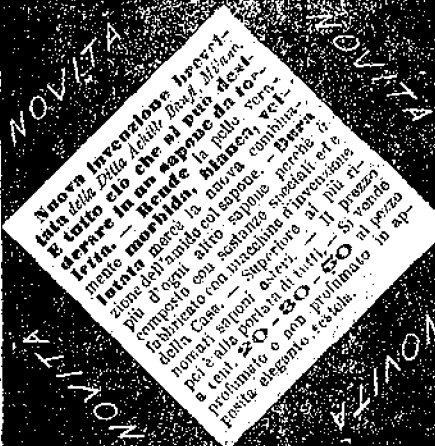 NOVITÀ
NOVITÀ
Nuova invenzione brevet-
tata della Ditta Achille Banfi, Milano.
È tutto ciò che si può desi-
derare in un sapone da toe-
letta. — Rende la pelle vera-
mente morbida, bianca, vel-
lutata mercè la nuova combina-
zione dell'amido col sapone. — Dura
più d'ogni altro sapone perchè è
composto con sostanze speciali ed è
fabbricato con macchine d'invenzione
della Casa. — Superiore ai più ri-
nomati saponi esteri. — Il prezzo
poi è alla portata di tutti. — Si vende
a cent. 20-30-50 al pezzo
profumato e non profumato in ap-
posita elegante scatola.
NOVITÀ
NOVITÀ